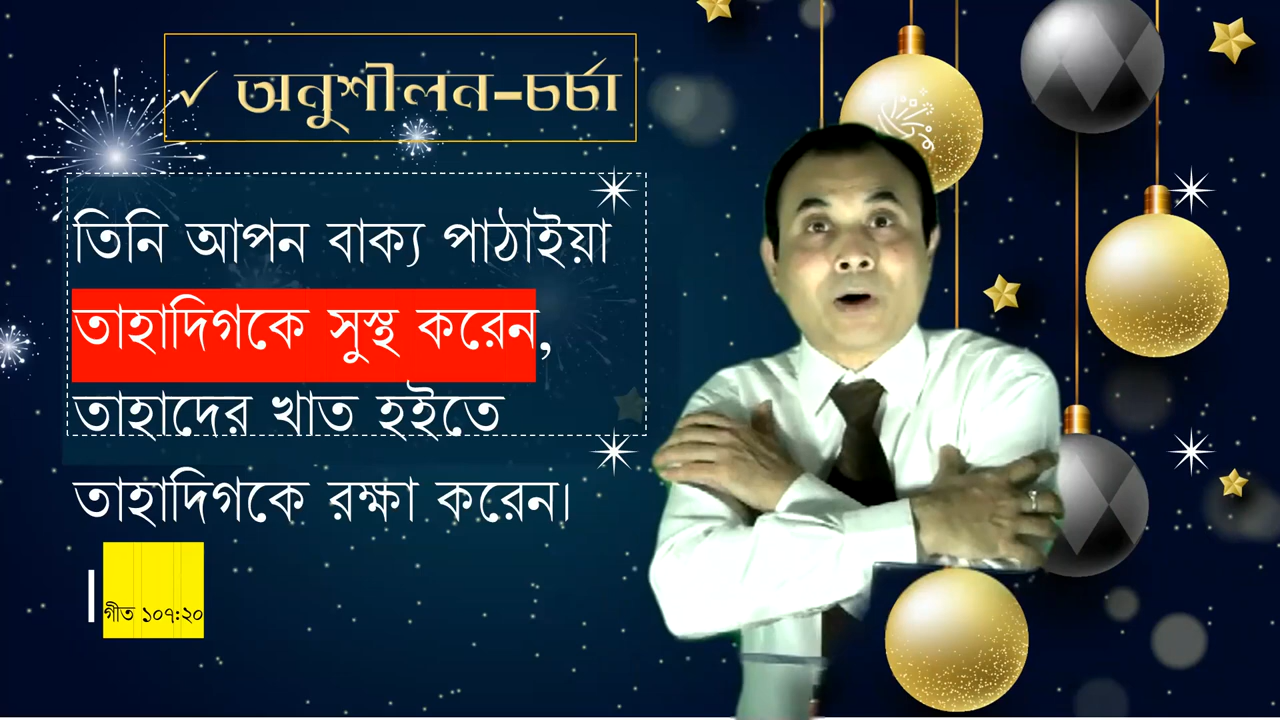 ✓ অনুশীলন-চর্চা
তিনি আপন বাক্য পাঠাইয়া
তাহাদিগকে সুস্থ করেন,
তাহাদের খাত হইতে
তাহাদিগকে রক্ষা করেন।
। গীত ১০৭:২০